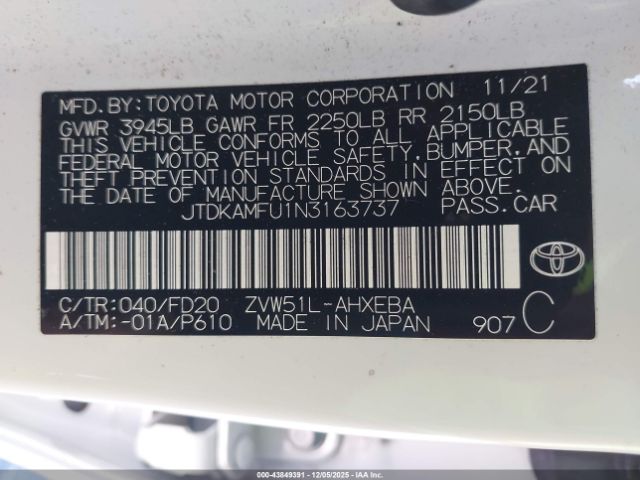 MFD. BY: TOYOTA MOTOR CORPORATION 11/21
GVWR 3945LB GAWR FR 2250LB RR 2150LB
THIS VEHICLE CONFORMS TO ALL APPLICABLE
FEDERAL MOTOR VEHICLE SAFETY, BUMPER, AND
THEFT PREVENTION STANDARDS IN EFFECT ON
THE DATE OF MANUFACTURE SHOWN ABOVE.
JTDKAMFU1N3163737 PASS. CAR
C/TR: 040/FD20 ZVW51L-AHXEBA
A/TM: -01A/P610 MADE IN JAPAN 907 C
000-43849391 - 12/05/2025 - IAAI.COM